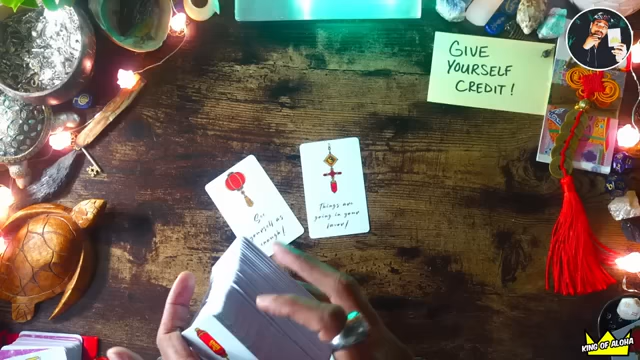 GIVE
YOURSELF
CREDIT!
Things are
going in your
favor!
KING OF ALOHA